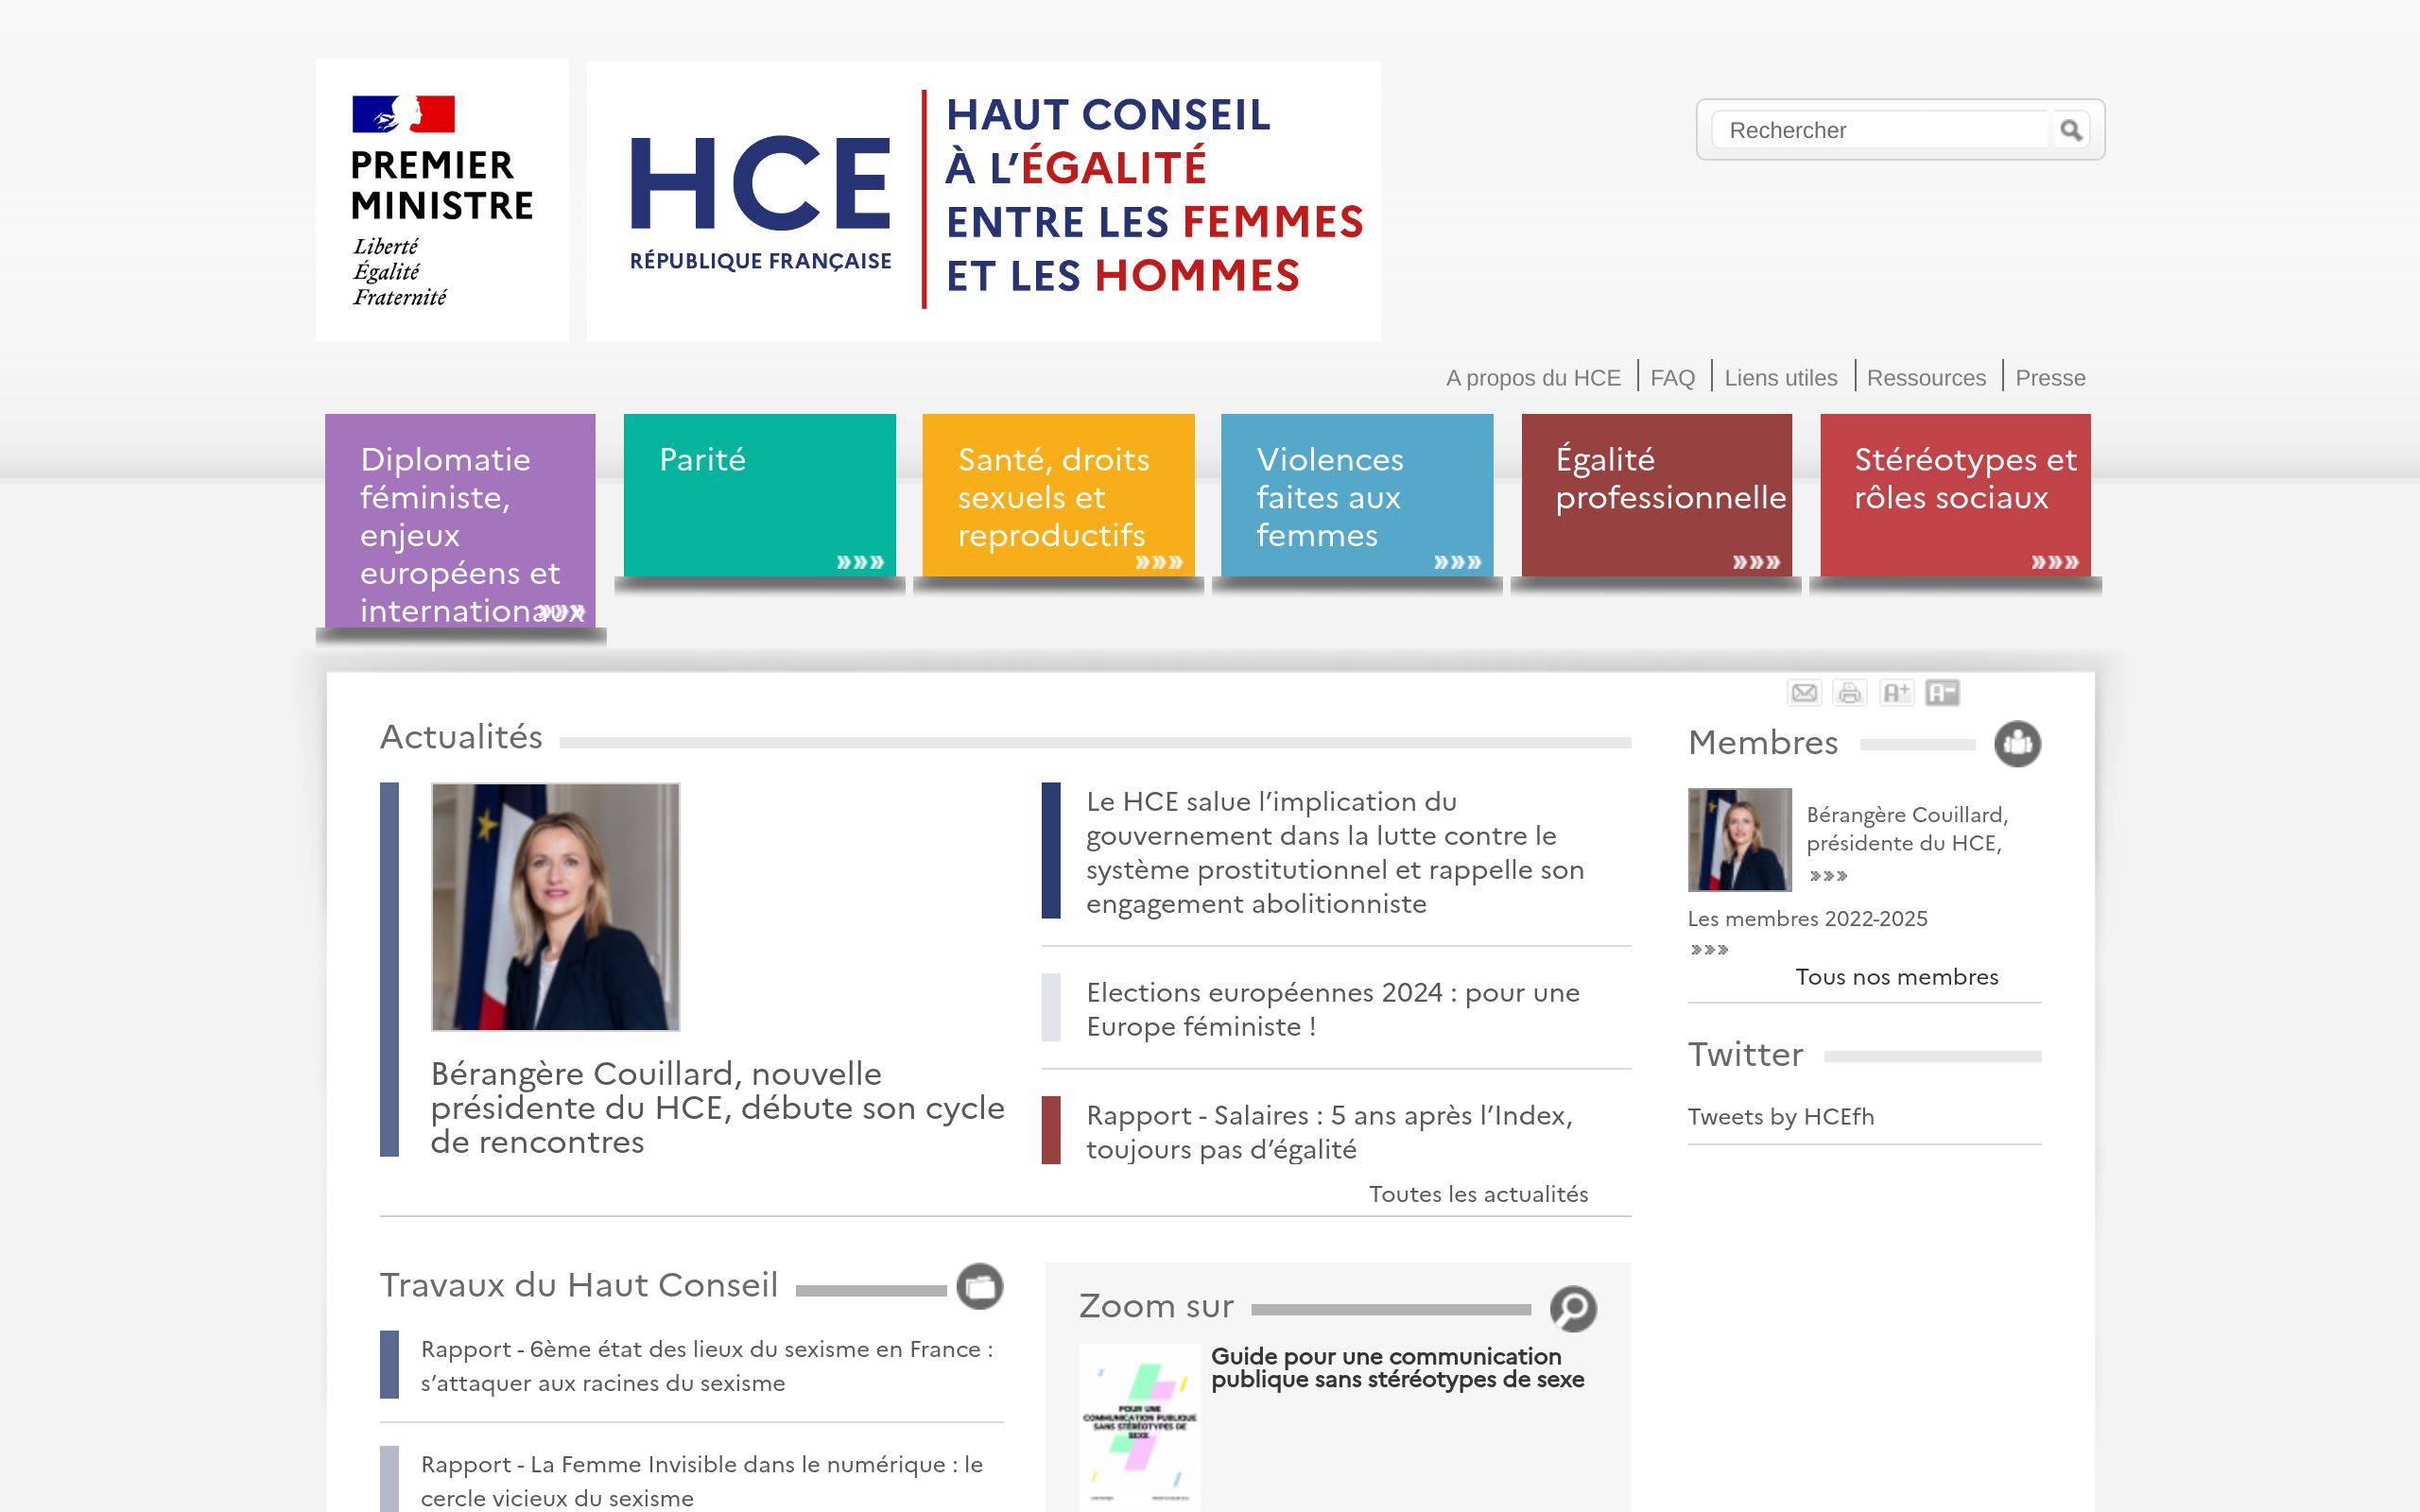 PREMIER
MINISTRE
Liberté
Égalité
Fraternité
HCE
RÉPUBLIQUE FRANÇAISE
HAUT CONSEIL
À L’ÉGALITÉ
ENTRE LES FEMMES
ET LES HOMMES
Rechercher
A propos du HCE
FAQ
Liens utiles
Ressources
Presse
Diplomatie
féministe,
enjeux
européens et
internationaux
Parité
Santé, droits
sexuels et
reproductifs
Violences
faites aux
femmes
Égalité
professionnelle
Stéréotypes et
rôles sociaux
A+
A-
Actualités
Bérangère Couillard, nouvelle
présidente du HCE, débute son cycle
de rencontres
Le HCE salue l’implication du
gouvernement dans la lutte contre le
système prostitutionnel et rappelle son
engagement abolitionniste
Elections européennes 2024 : pour une
Europe féministe !
Rapport - Salaires : 5 ans après l’Index,
toujours pas d’égalité
Toutes les actualités
Membres
Bérangère Couillard,
présidente du HCE,
Les membres 2022-2025
Tous nos membres
Twitter
Tweets by HCEfh
Travaux du Haut Conseil
Rapport - 6ème état des lieux du sexisme en France :
s’attaquer aux racines du sexisme
Rapport - La Femme Invisible dans le numérique : le
cercle vicieux du sexisme
Zoom sur
POUR UNE
COMMUNICATION PUBLIQUE
SANS STÉRÉOTYPES DE
SEXE
Guide pour une communication
publique sans stéréotypes de sexe